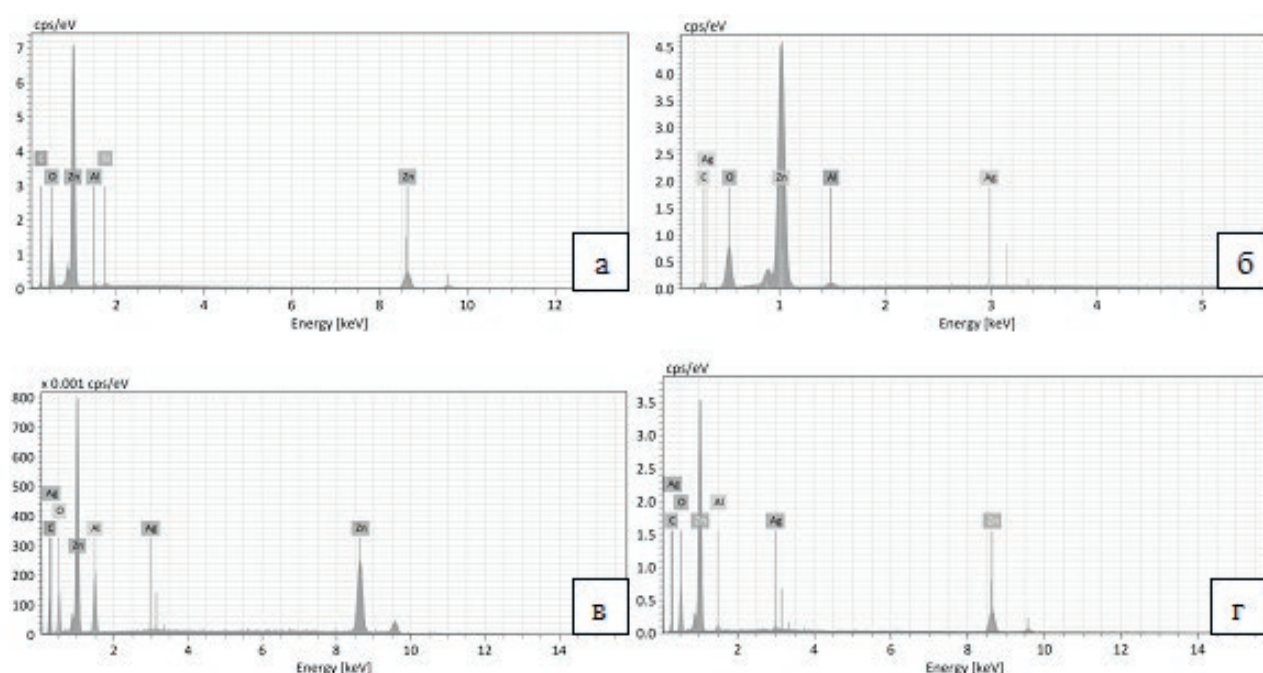 cps/eV
7
6
5
4
3
2
1
0
O Zn Al Zn
2 4 6 8 10 12
Energy [keV]
а
cps/eV
4.5
4.0
3.5
3.0
2.5
2.0
1.5
1.0
0.5
0.0
Ag
C O Zn Al Ag
1 2 3 4 5
Energy [keV]
б
x 0.001 cps/eV
800
700
600
500
400
300
200
100
0
Ag
O
C Al Ag Zn
Zn
2 4 6 8 10 12 14
Energy [keV]
в
cps/eV
3.5
3.0
2.5
2.0
1.5
1.0
0.5
0.0
Ag
O Al
C Ag
2 4 6 8 10 12 14
Energy [keV]
г